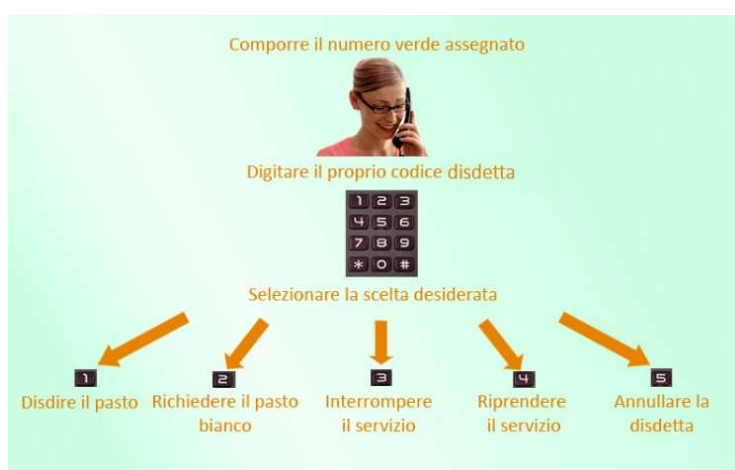 Comporre il numero verde assegnato
Digitare il proprio codice disdetta
1 2 3
4 5 6
7 8 9
* 0 #
Selezionare la scelta desiderata
1
Disdire il pasto
2
Richiedere il pasto
bianco
3
Interrompere
il servizio
4
Riprendere
il servizio
5
Annullare la
disdetta